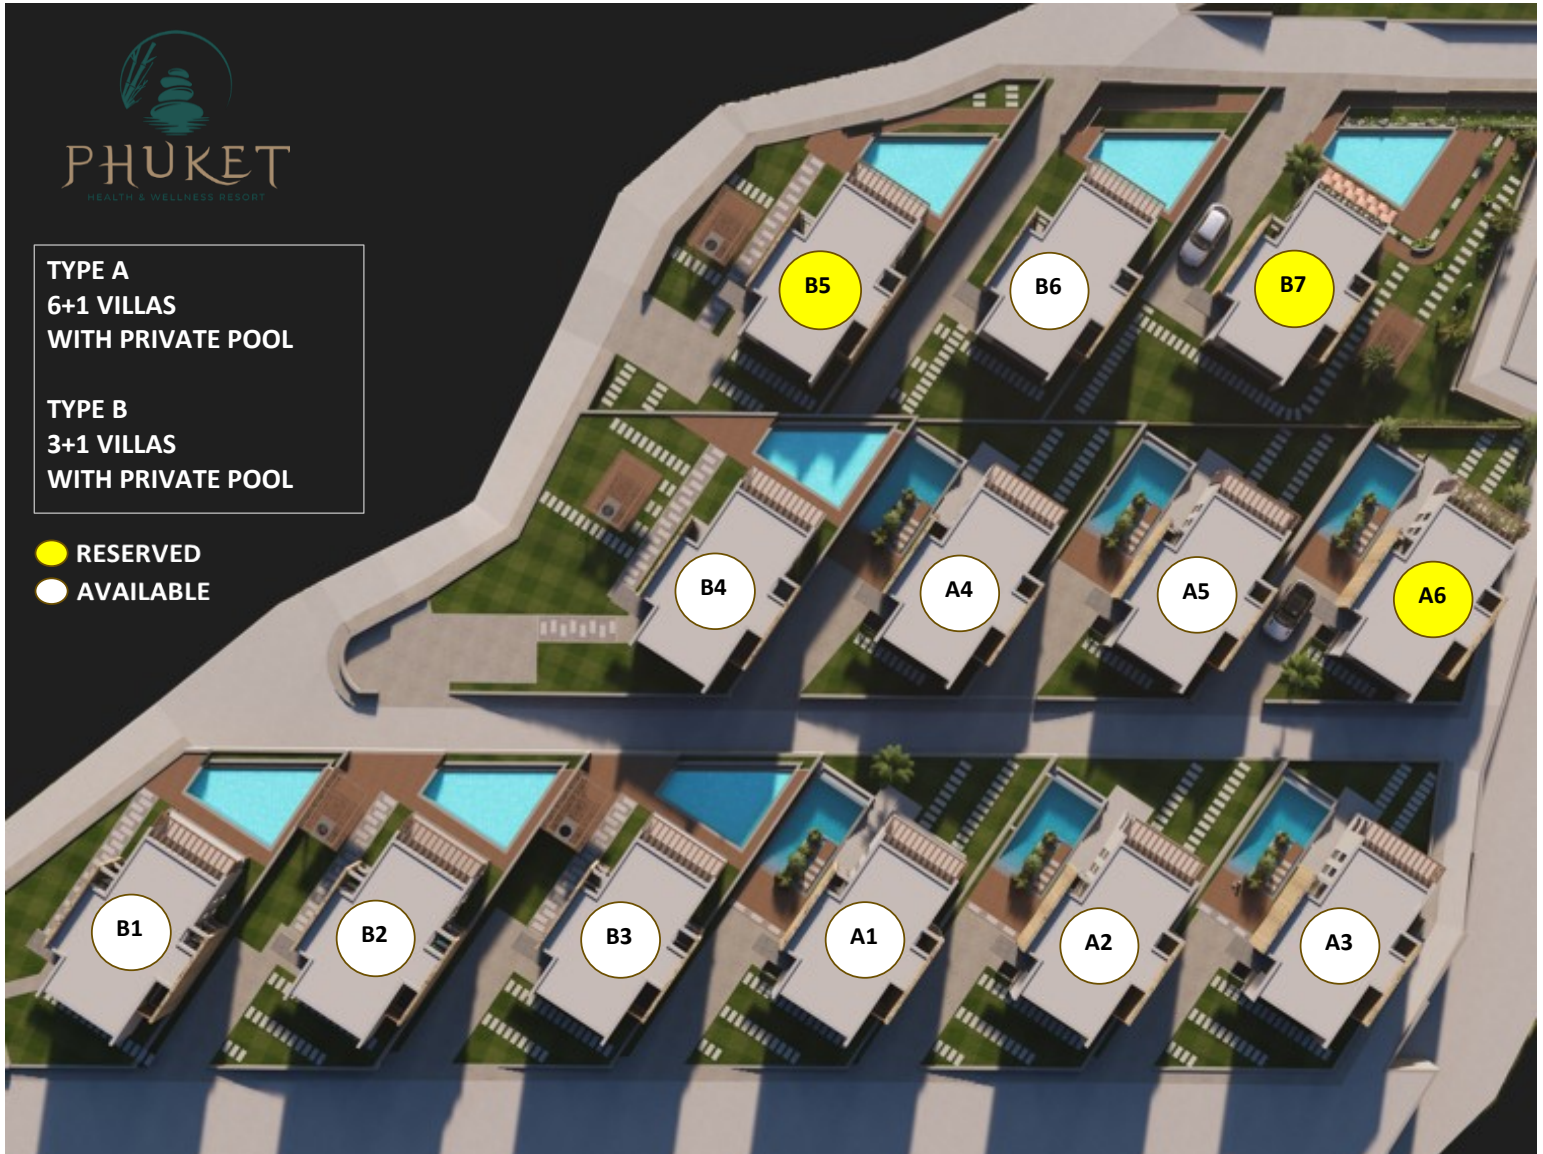 PHUKET
HEALTH & WELLNESS RESORT
TYPE A
6+1 VILLAS
WITH PRIVATE POOL
TYPE B
3+1 VILLAS
WITH PRIVATE POOL
RESERVED
AVAILABLE
B5
B6
B7
B4
A4
A5
A6
B1
B2
B3
A1
A2
A3